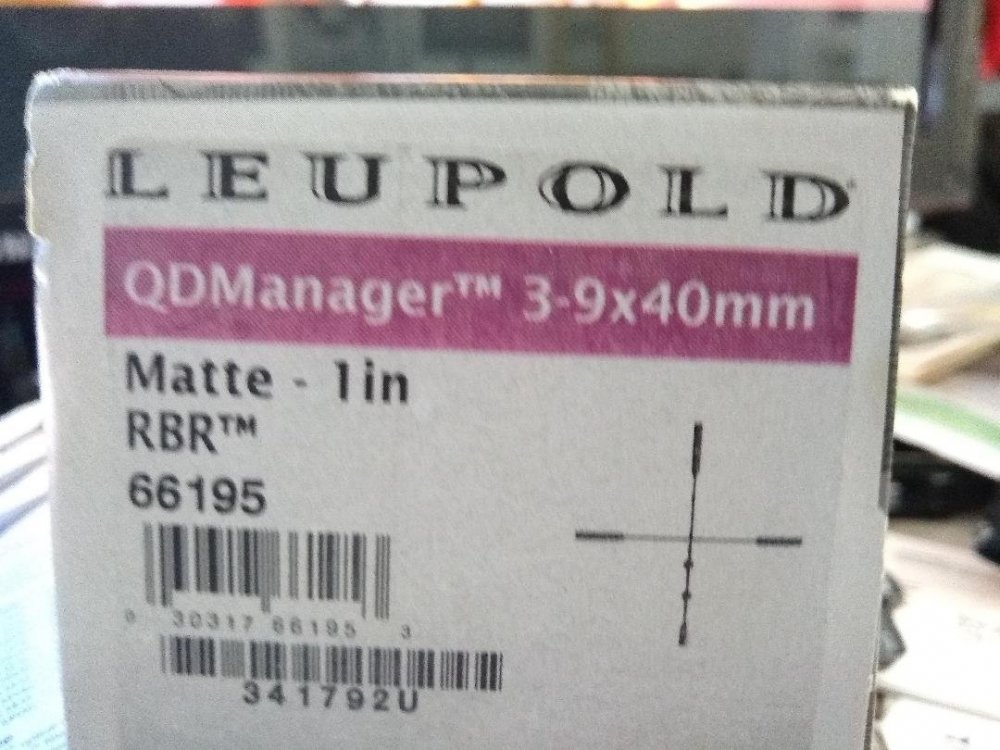 LEUPOLD
QDManager™ 3-9x40mm
Matte - 1in
RBR™
66195
0 30317 66195 3
341792U